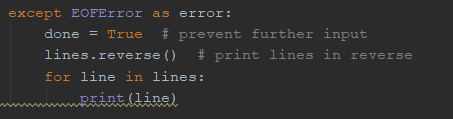 except EOFError as error:
    done = True  # prevent further input
    lines.reverse()  # print lines in reverse
    for line in lines:
        print(line)